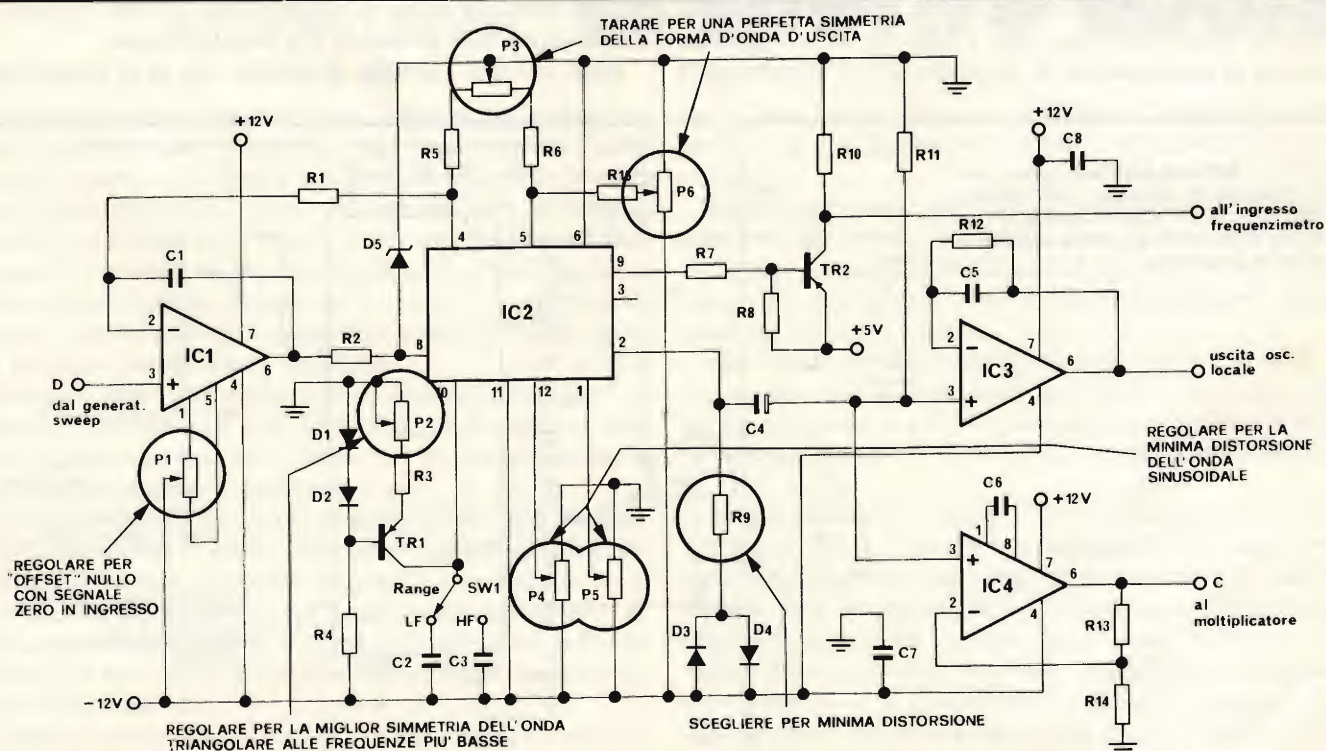 TARARE PER UNA PERFETTA SIMMETRIA
DELLA FORMA D'ONDA D'USCITA
P3
+12V
R1
R5
R6
R15
P6
R10
R11
+12V
C8
all'ingresso
frequenzimetro
R12
C5
D5
4
5
6
C1
9
3
2
IC2
R7
TR2
R8
+5V
2
3
7
IC1
6
4
5
1
R2
8
10
11
12
1
D
dal generat.
sweep
2
3
7
IC3
6
4
uscita osc.
locale
C4
P1
D1
P2
D2
R3
TR1
R4
REGOLARE PER
"OFFSET" NULLO
CON SEGNALE
ZERO IN INGRESSO
Range
SW1
LF
HF
C2
C3
P4
P5
R9
D3
D4
REGOLARE PER LA
MINIMA DISTORSIONE
DELL'ONDA
SINUSOIDALE
C6
1
8
+12V
3
2
7
IC4
6
4
C
al
moltiplicatore
R13
R14
C7
-12V
REGOLARE PER LA MIGLIOR SIMMETRIA DELL'ONDA
TRIANGOLARE ALLE FREQUENZE PIU' BASSE
SCEGLIERE PER MINIMA DISTORSIONE